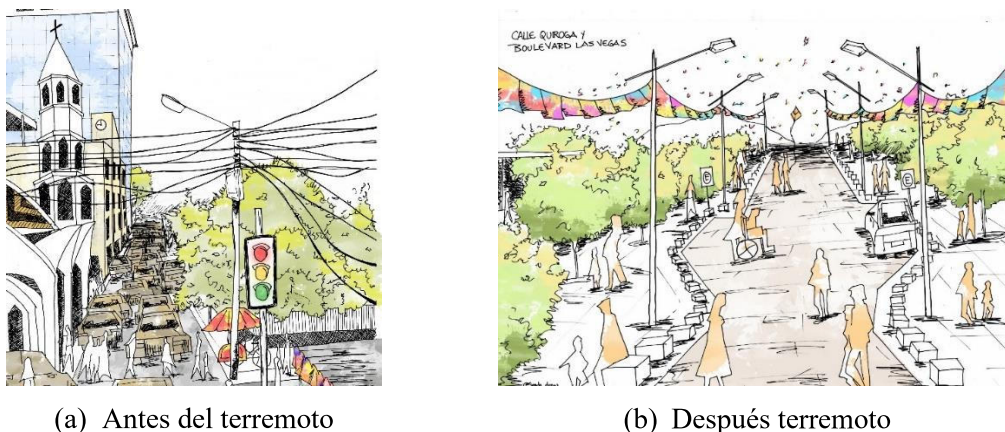 CALLE QUIROGA Y
BOULEVARD LAS VEGAS
(a) Antes del terremoto
(b) Después terremoto